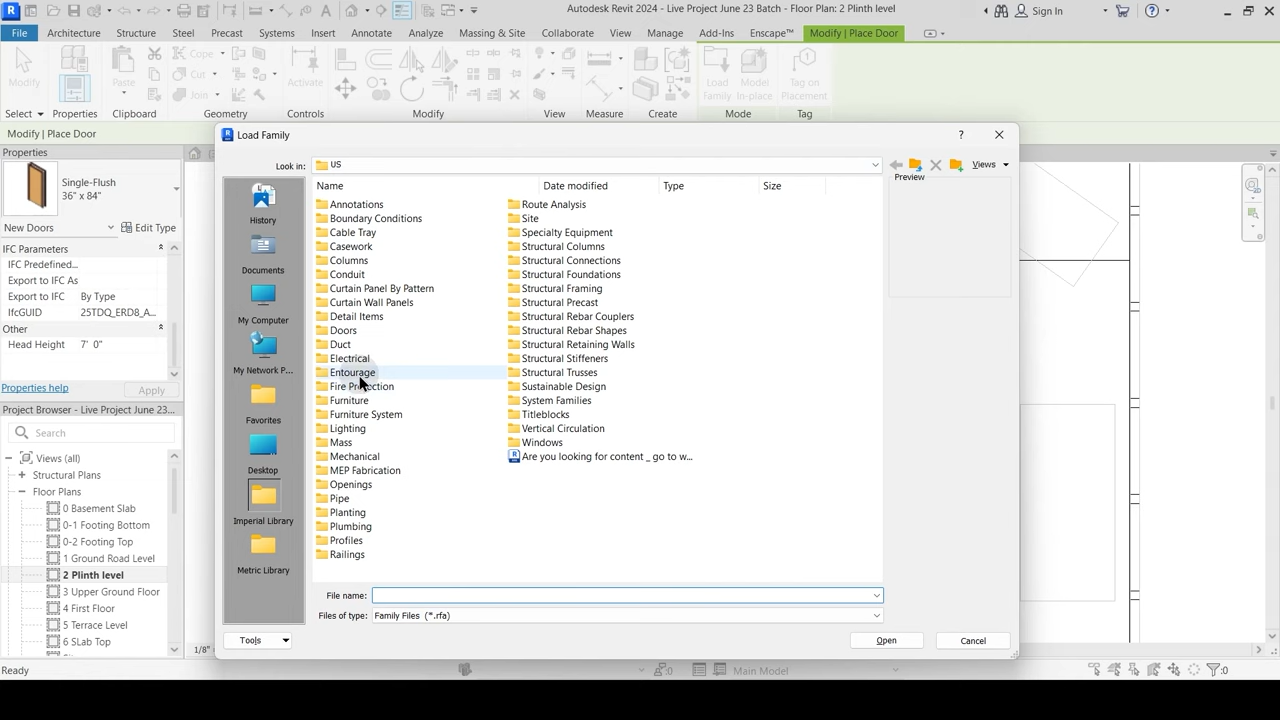 Autodesk Revit 2024 - Live Project June 23 Batch - Floor Plan: 2 Plinth level
Sign In
File Architecture Structure Steel Precast Systems Insert Annotate Analyze Massing & Site Collaborate View Manage Add-Ins Enscape™ Modify | Place Door
Modify Paste Cut Join Activate Load Family Model In-place Tag on Placement
Select Properties Clipboard Geometry Controls Modify View Measure Create Mode Tag
Modify | Place Door
Properties
Single-Flush
36" x 84"
New Doors Edit Type
IFC Parameters
IFC Predefined...
Export to IFC As
Export to IFC By Type
IfcGUID 25TDQ_ERD8_A...
Other
Head Height 7' 0"
Properties help Apply
Project Browser - Live Project June 23...
Search
Views (all)
Structural Plans
Floor Plans
0 Basement Slab
0-1 Footing Bottom
0-2 Footing Top
1 Ground Road Level
2 Plinth level
3 Upper Ground Floor
4 First Floor
5 Terrace Level
6 SLab Top
Load Family
Look in: US
Views
History
Documents
My Computer
My Network P...
Favorites
Desktop
Imperial Library
Metric Library
Name Date modified Type Size
Annotations
Boundary Conditions
Cable Tray
Casework
Columns
Conduit
Curtain Panel By Pattern
Curtain Wall Panels
Detail Items
Doors
Duct
Electrical
Entourage
Fire Protection
Furniture
Furniture System
Lighting
Mass
Mechanical
MEP Fabrication
Openings
Pipe
Planting
Plumbing
Profiles
Railings
Route Analysis
Site
Specialty Equipment
Structural Columns
Structural Connections
Structural Foundations
Structural Framing
Structural Precast
Structural Rebar Couplers
Structural Rebar Shapes
Structural Retaining Walls
Structural Stiffeners
Structural Trusses
Sustainable Design
System Families
Titleblocks
Vertical Circulation
Windows
Are you looking for content _ go to w...
Preview
File name:
Files of type: Family Files (*.rfa)
Tools Open Cancel
1/8"
Ready :0 Main Model :0